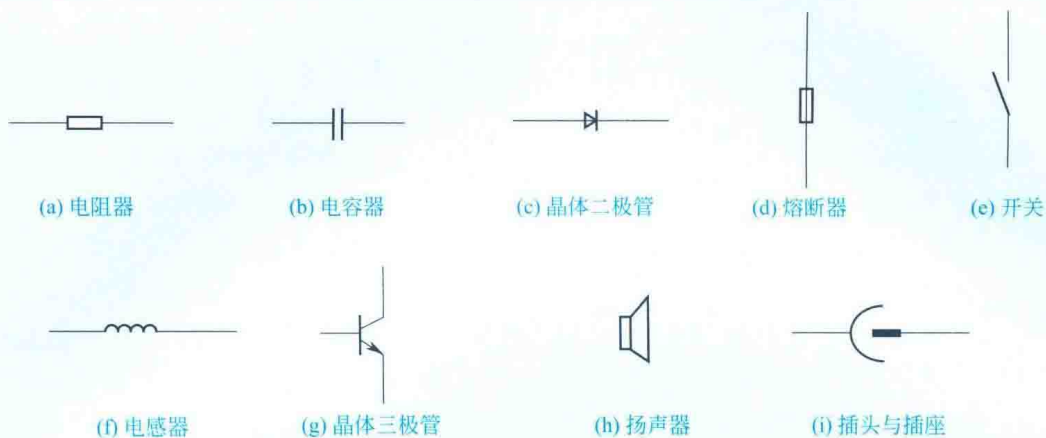 (a) 电阻器
(b) 电容器
(c) 晶体二极管
(d) 熔断器
(e) 开关
(f) 电感器
(g) 晶体三极管
(h) 扬声器
(i) 插头与插座